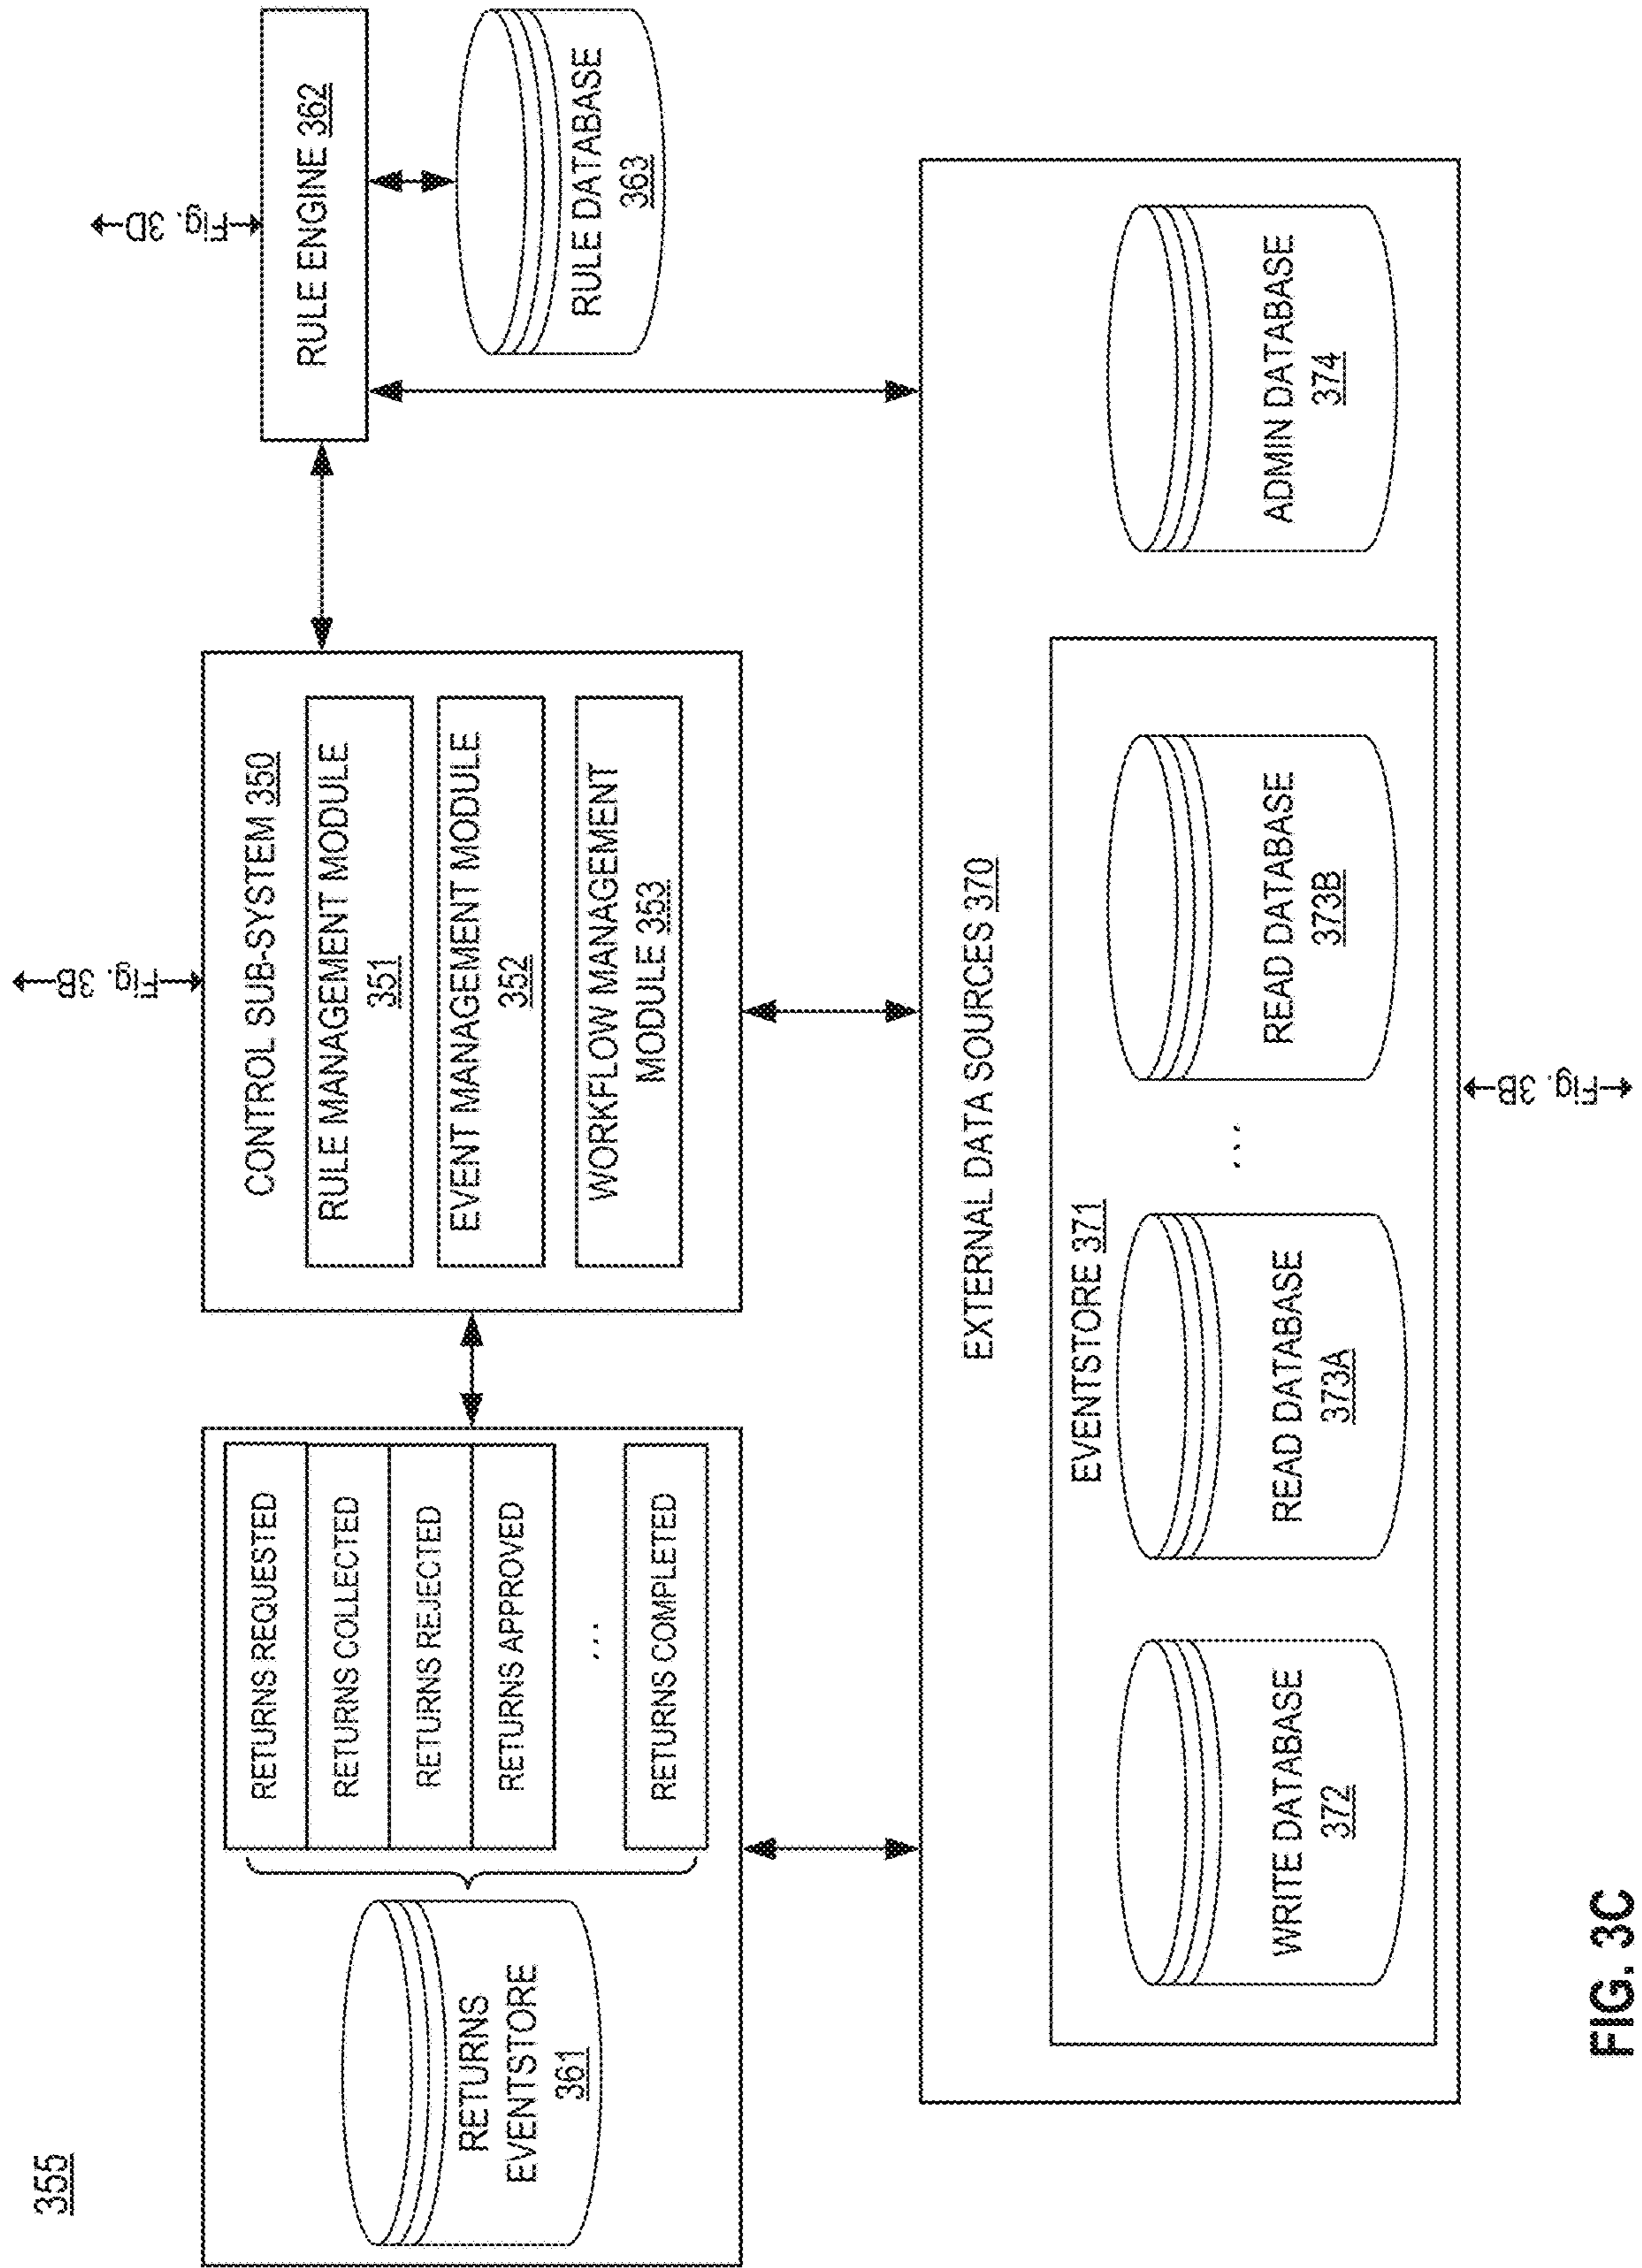 355
RETURNS
EVENTSTORE
361
RETURNS REQUESTED
RETURNS COLLECTED
RETURNS REJECTED
RETURNS APPROVED
...
RETURNS COMPLETED
Fig. 3B
CONTROL SUB-SYSTEM 350
RULE MANAGEMENT MODULE
351
EVENT MANAGEMENT MODULE
352
WORKFLOW MANAGEMENT
MODULE 353
Fig. 3D
RULE ENGINE 362
RULE DATABASE
363
EXTERNAL DATA SOURCES 370
EVENTSTORE 371
WRITE DATABASE
372
READ DATABASE
373A
...
READ DATABASE
373B
ADMIN DATABASE
374
Fig. 3B
FIG. 3C